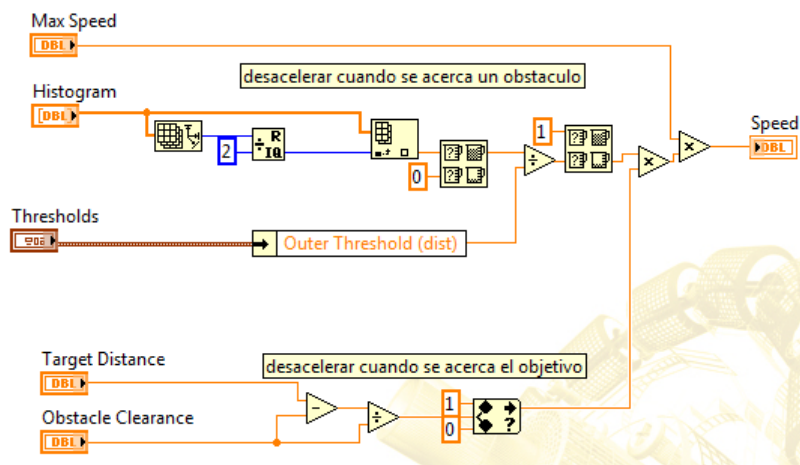 Max Speed
DBL
desacelerar cuando se acerca un obstaculo
Histogram
[DBL]
R
IQ
2
0
1
Speed
DBL
Thresholds
Outer Threshold (dist)
Target Distance
DBL
desacelerar cuando se acerca el objetivo
Obstacle Clearance
DBL
1
0